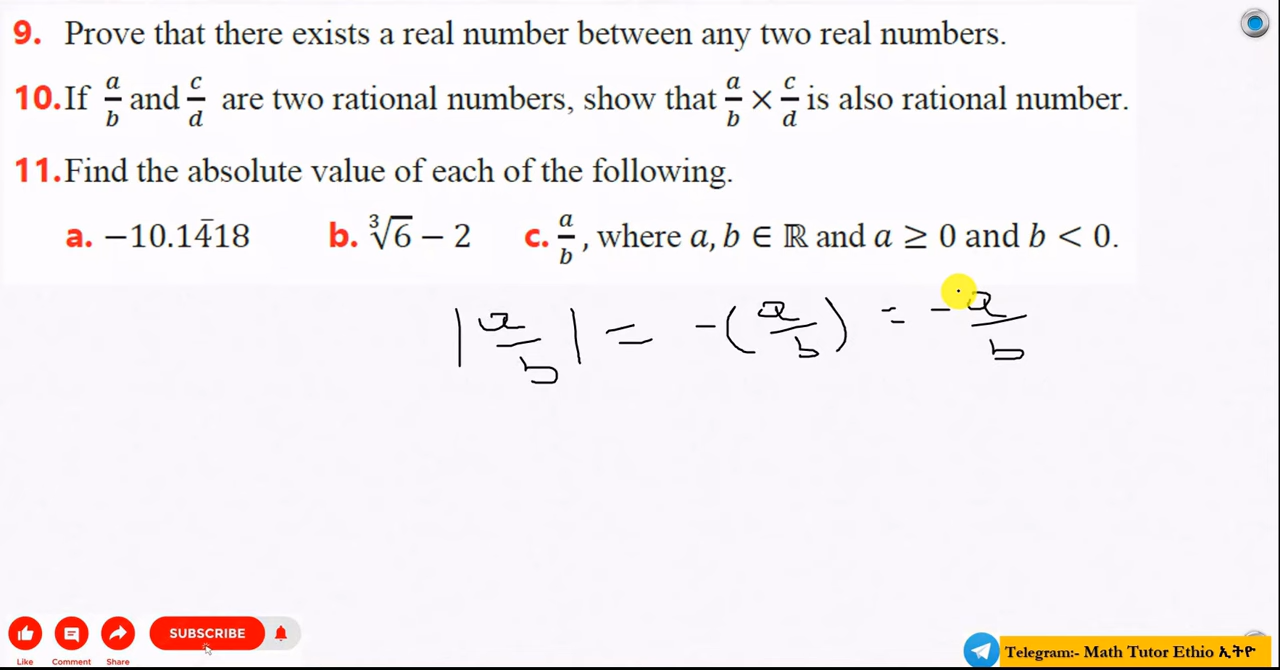 9. Prove that there exists a real number between any two real numbers.
10. If a/b and c/d are two rational numbers, show that a/b × c/d is also rational number.
11. Find the absolute value of each of the following.
a. −10.14̄18 b. ∛6 − 2 c. a/b, where a, b ∈ ℝ and a ≥ 0 and b < 0.
|a/b| = -(a/b) = -a/b
SUBSCRIBE
Like Comment Share
Telegram:- Math Tutor Ethio ኢትዮ